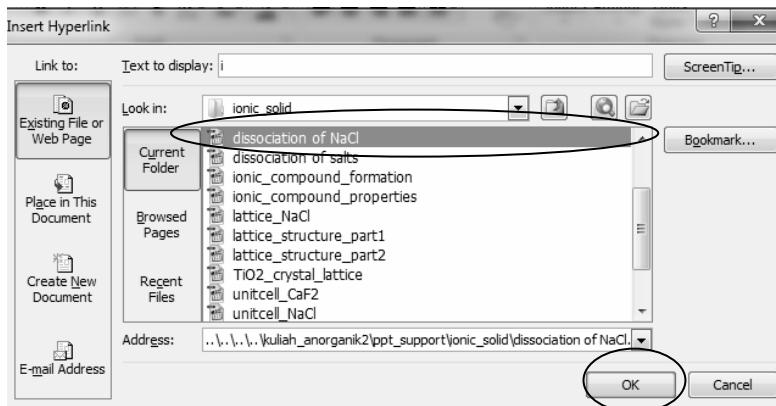 Insert Hyperlink
Link to:
Text to display: i
ScreenTip...
Existing File or
Web Page
Look in: ionic_solid
Bookmark...
Current
Folder
dissociation of NaCl
dissociation of salts
ionic_compound_formation
ionic_compound_properties
lattice_NaCl
lattice_structure_part1
lattice_structure_part2
TiO2_crystal_lattice
unitcell_CaF2
unitcell_NaCl
Place in This
Document
Browsed
Pages
Create New
Document
Recent
Files
Address: ..\..\..\..\kuliah_anorganik2\ppt_support\ionic_solid\dissociation of NaCl.
E-mail Address
OK
Cancel